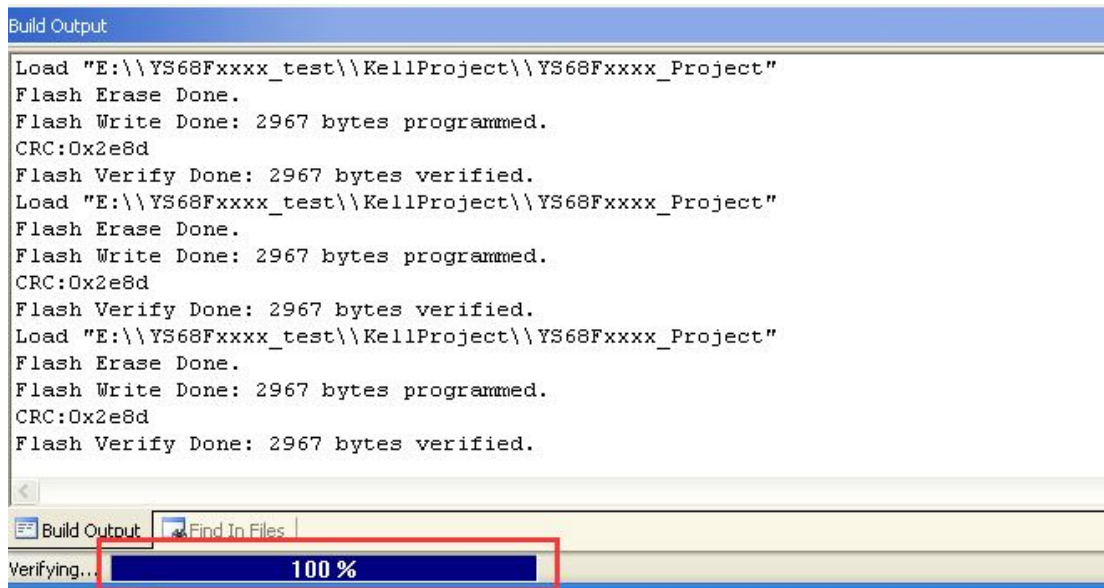 Build Output
Load "E:\\YS68Fxxxx_test\\KellProject\\YS68Fxxxx_Project"
Flash Erase Done.
Flash Write Done: 2967 bytes programmed.
CRC:0x2e8d
Flash Verify Done: 2967 bytes verified.
Load "E:\\YS68Fxxxx_test\\KellProject\\YS68Fxxxx_Project"
Flash Erase Done.
Flash Write Done: 2967 bytes programmed.
CRC:0x2e8d
Flash Verify Done: 2967 bytes verified.
Load "E:\\YS68Fxxxx_test\\KellProject\\YS68Fxxxx_Project"
Flash Erase Done.
Flash Write Done: 2967 bytes programmed.
CRC:0x2e8d
Flash Verify Done: 2967 bytes verified.
Build Output Find In Files
Verifying... 100 %